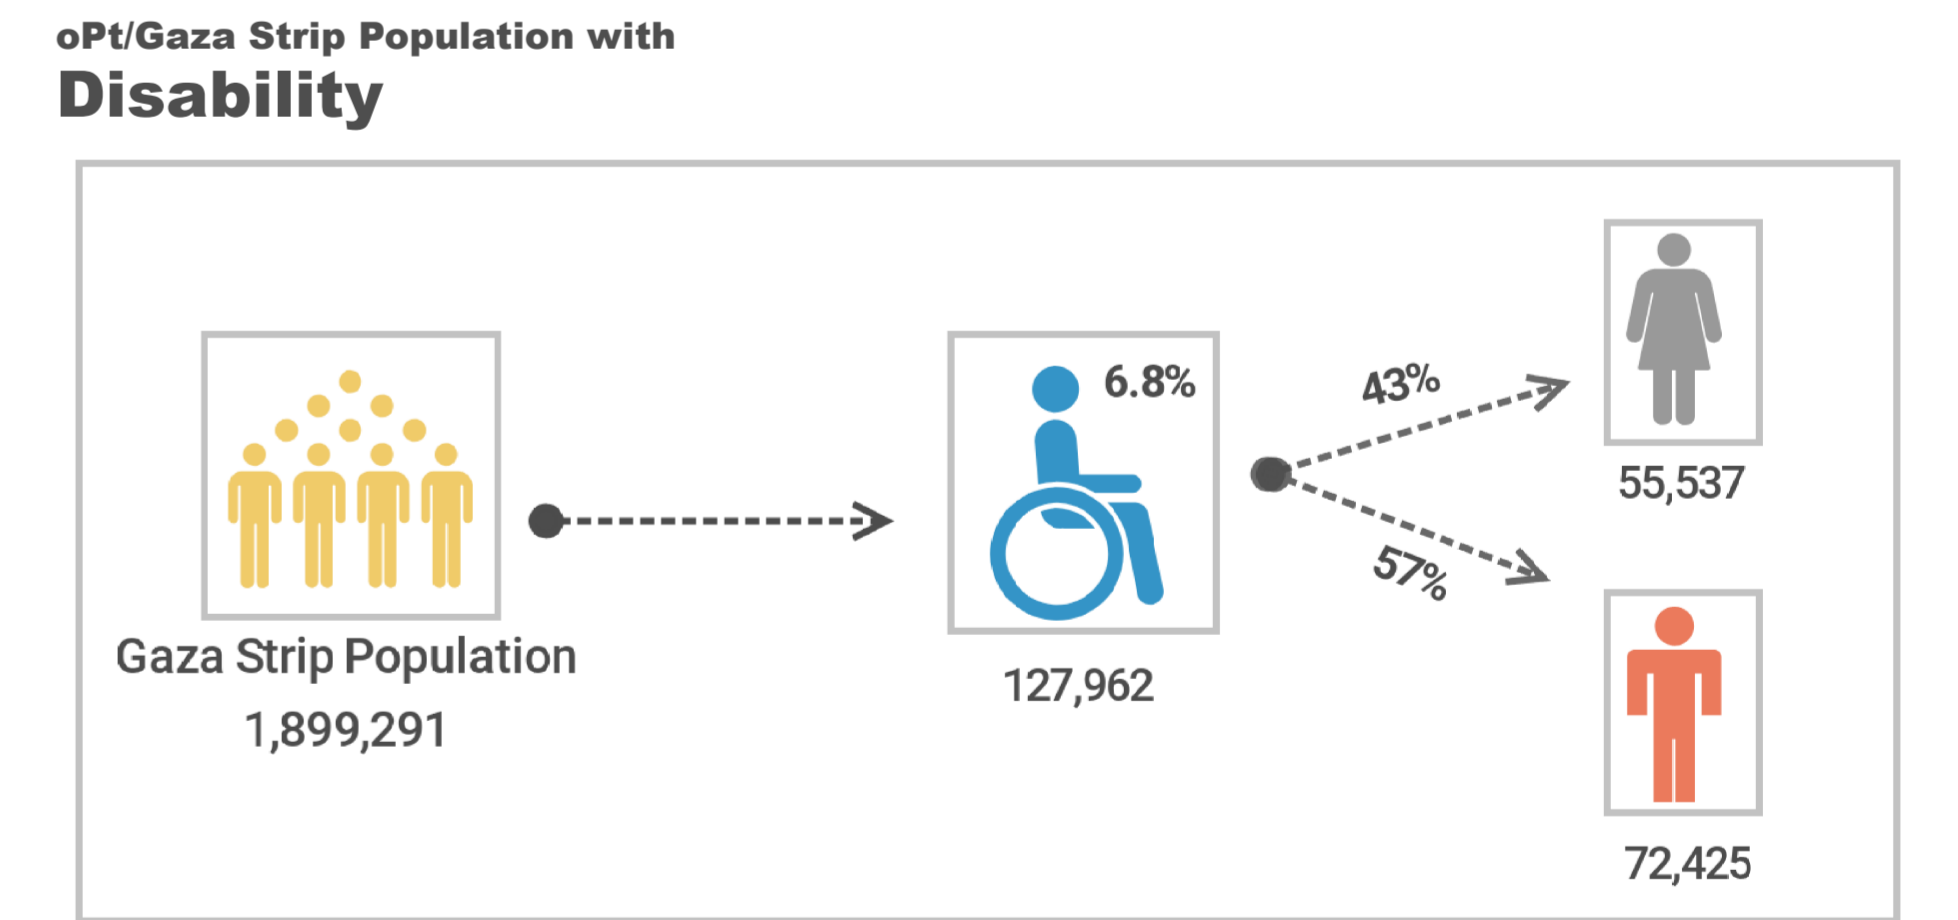 oPt/Gaza Strip Population with
Disability
Gaza Strip Population
1,899,291
6.8%
127,962
43%
55,537
57%
72,425